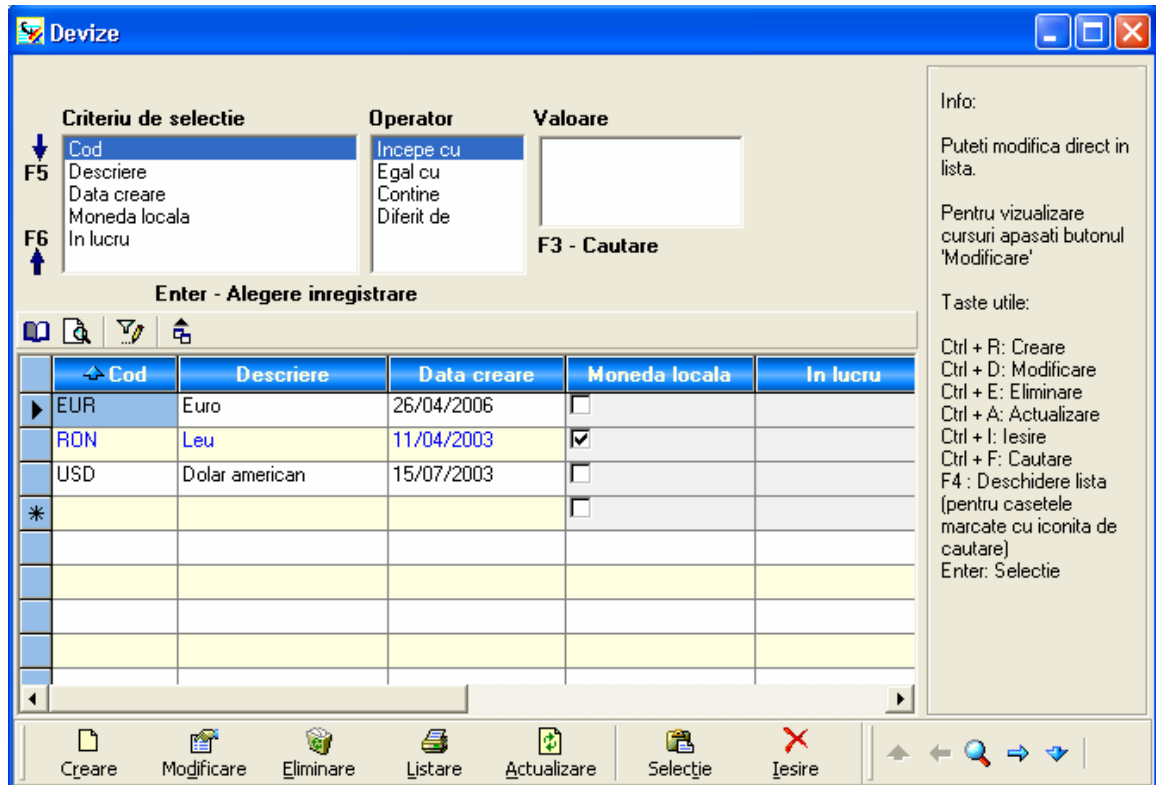 Devize
Criteriu de selectie Operator Valoare
F5
F6
Cod
Descriere
Data creare
Moneda locala
In lucru
Incepe cu
Egal cu
Contine
Diferit de
F3 - Cautare
Enter - Alegere inregistrare
Cod Descriere Data creare Moneda locala In lucru
EUR Euro 26/04/2006
RON Leu 11/04/2003
USD Dolar american 15/07/2003
Info:
Puteti modifica direct in
lista.
Pentru vizualizare
cursuri apasati butonul
'Modificare'
Taste utile:
Ctrl + R: Creare
Ctrl + D: Modificare
Ctrl + E: Eliminare
Ctrl + A: Actualizare
Ctrl + I: Iesire
Ctrl + F: Cautare
F4 : Deschidere lista
(pentru casetele
marcate cu iconita de
cautare)
Enter: Selectie
Creare Modificare Eliminare Listare Actualizare Selecție Iesire